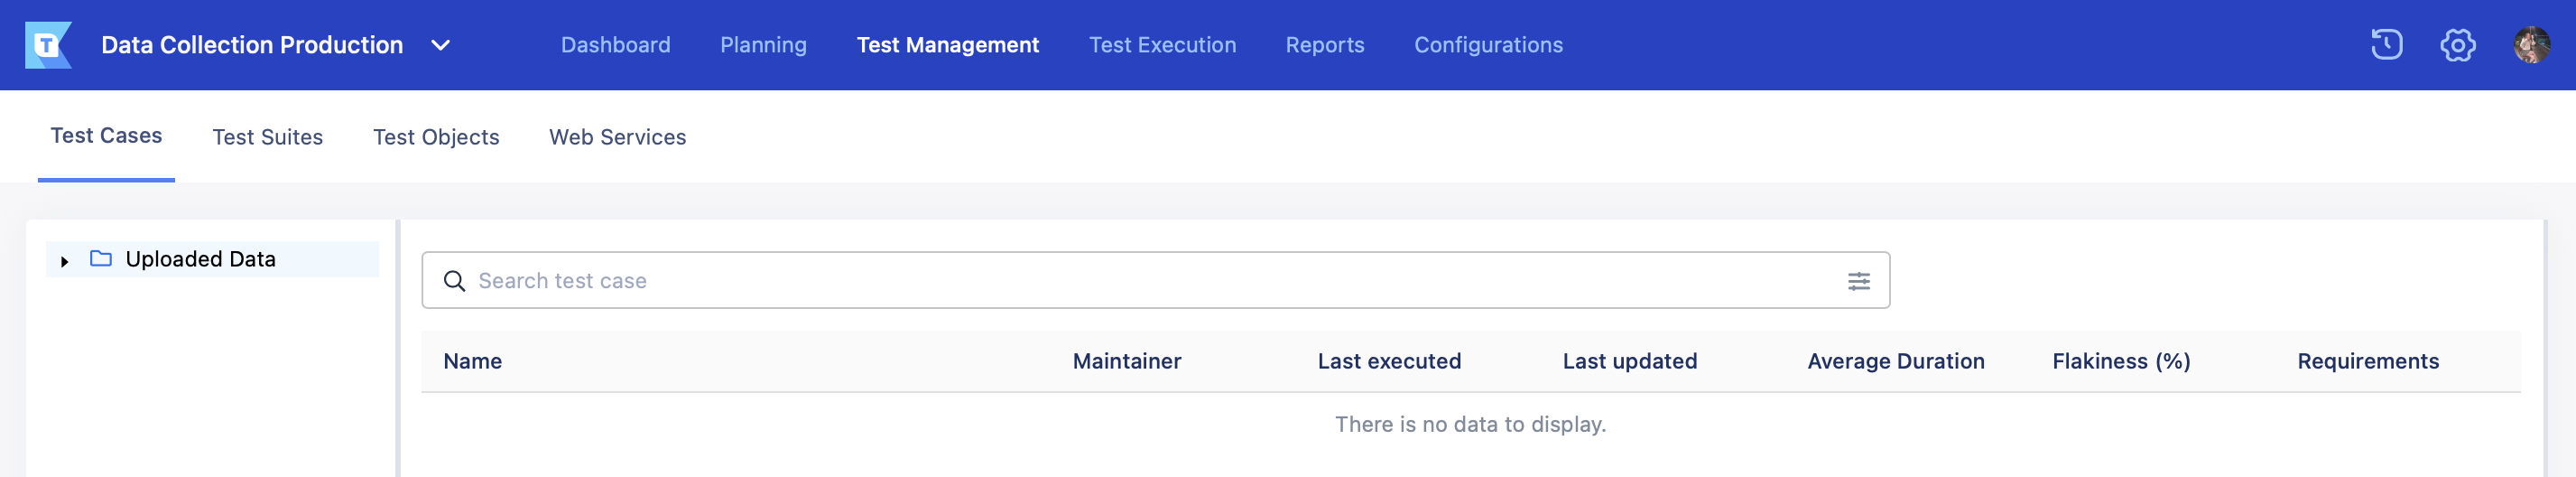 T Data Collection Production Dashboard Planning Test Management Test Execution Reports Configurations
Test Cases Test Suites Test Objects Web Services
Uploaded Data
Search test case
Name Maintainer Last executed Last updated Average Duration Flakiness (%) Requirements
There is no data to display.